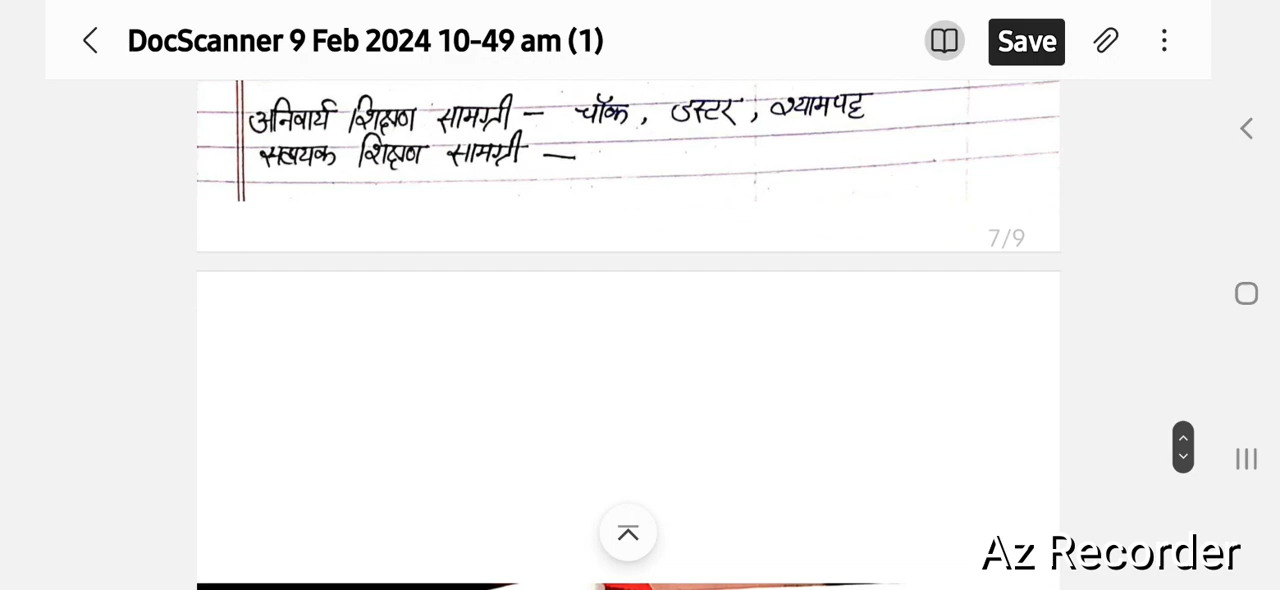 DocScanner 9 Feb 2024 10-49 am (1)
Save
अनिवार्य शिक्षण सामग्री – चॉक, डस्टर, श्यामपट्ट
सहायक शिक्षण सामग्री –
7/9
Az Recorder